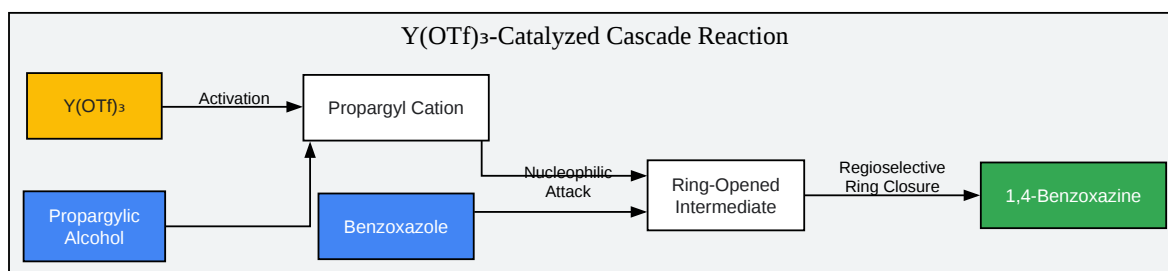 Y(OTf)₃-Catalyzed Cascade Reaction
Y(OTf)₃
Activation
Propargyl Cation
Nucleophilic
Attack
Regioselective
Ring Closure
Propargylic
Alcohol
Benzoxazole
Ring-Opened
Intermediate
1,4-Benzoxazine